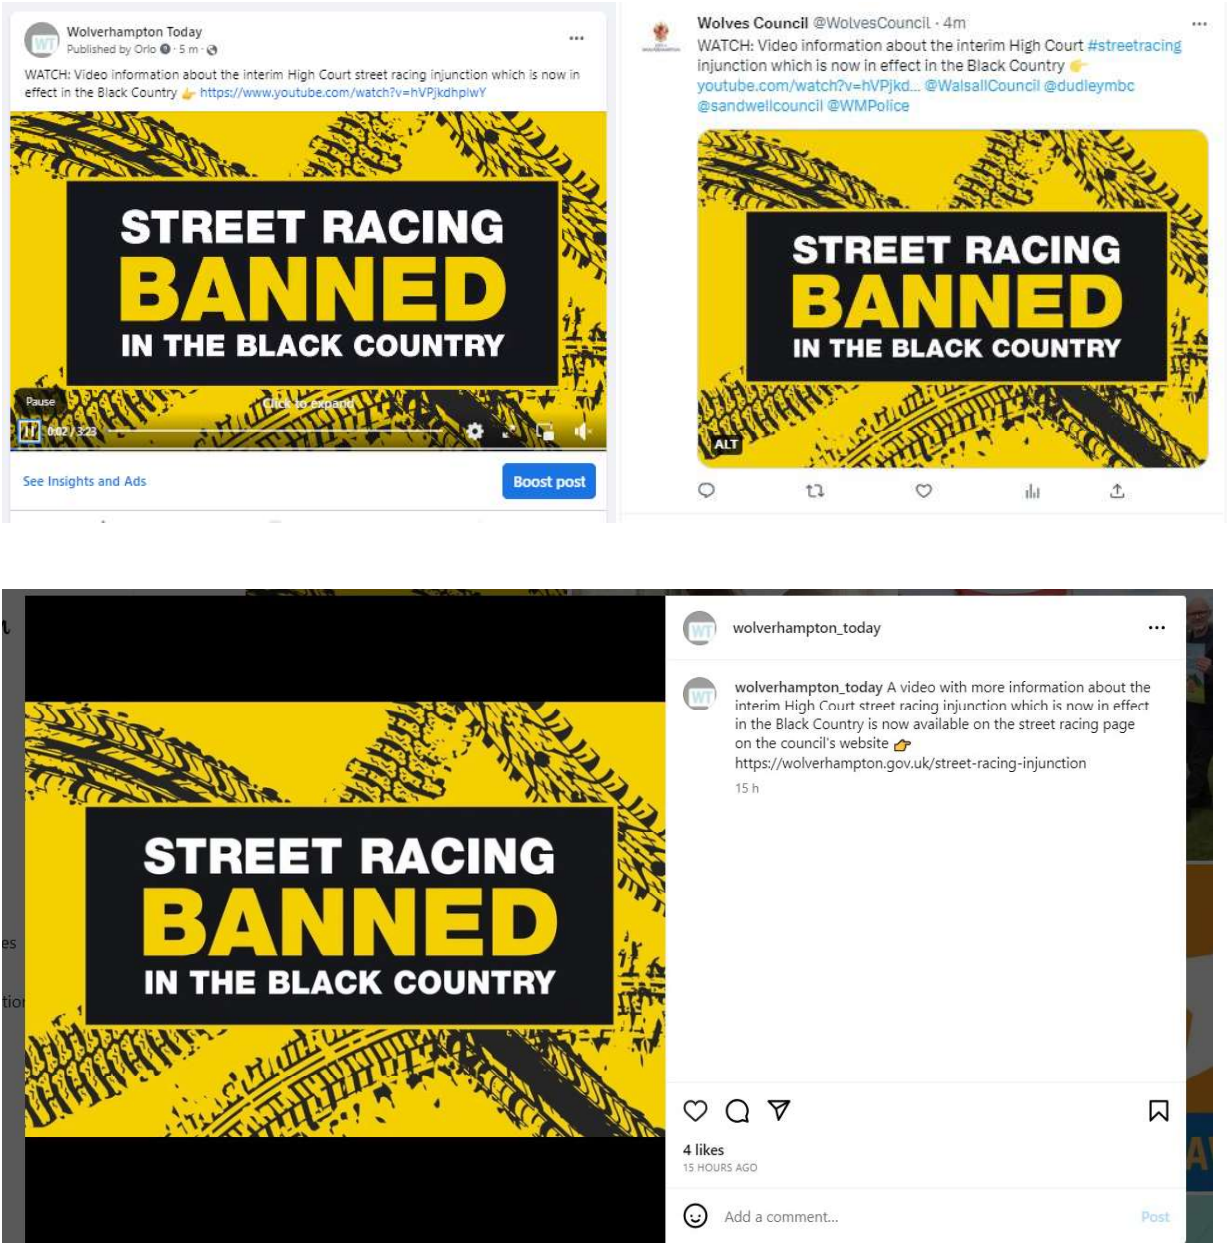 Wolverhampton Today
Published by Orlo · 5 m ·
WATCH: Video information about the interim High Court street racing injunction which is now in
effect in the Black Country 👉 https://www.youtube.com/watch?v=hVPjkdhplwY
STREET RACING
BANNED
IN THE BLACK COUNTRY
Pause
Click to expand
0:02 / 3:23
See Insights and Ads
Boost post
Wolves Council @WolvesCouncil · 4m
WATCH: Video information about the interim High Court #streetracing
injunction which is now in effect in the Black Country 👉
youtube.com/watch?v=hVPjkd... @WalsallCouncil @dudleymbc
@sandwellcouncil @WMPolice
STREET RACING
BANNED
IN THE BLACK COUNTRY
ALT
STREET RACING
BANNED
IN THE BLACK COUNTRY
WT
wolverhampton_today
WT
wolverhampton_today A video with more information about the
interim High Court street racing injunction which is now in effect
in the Black Country is now available on the street racing page
on the council's website 👉
https://wolverhampton.gov.uk/street-racing-injunction
15 h
4 likes
15 HOURS AGO
Add a comment...
Post